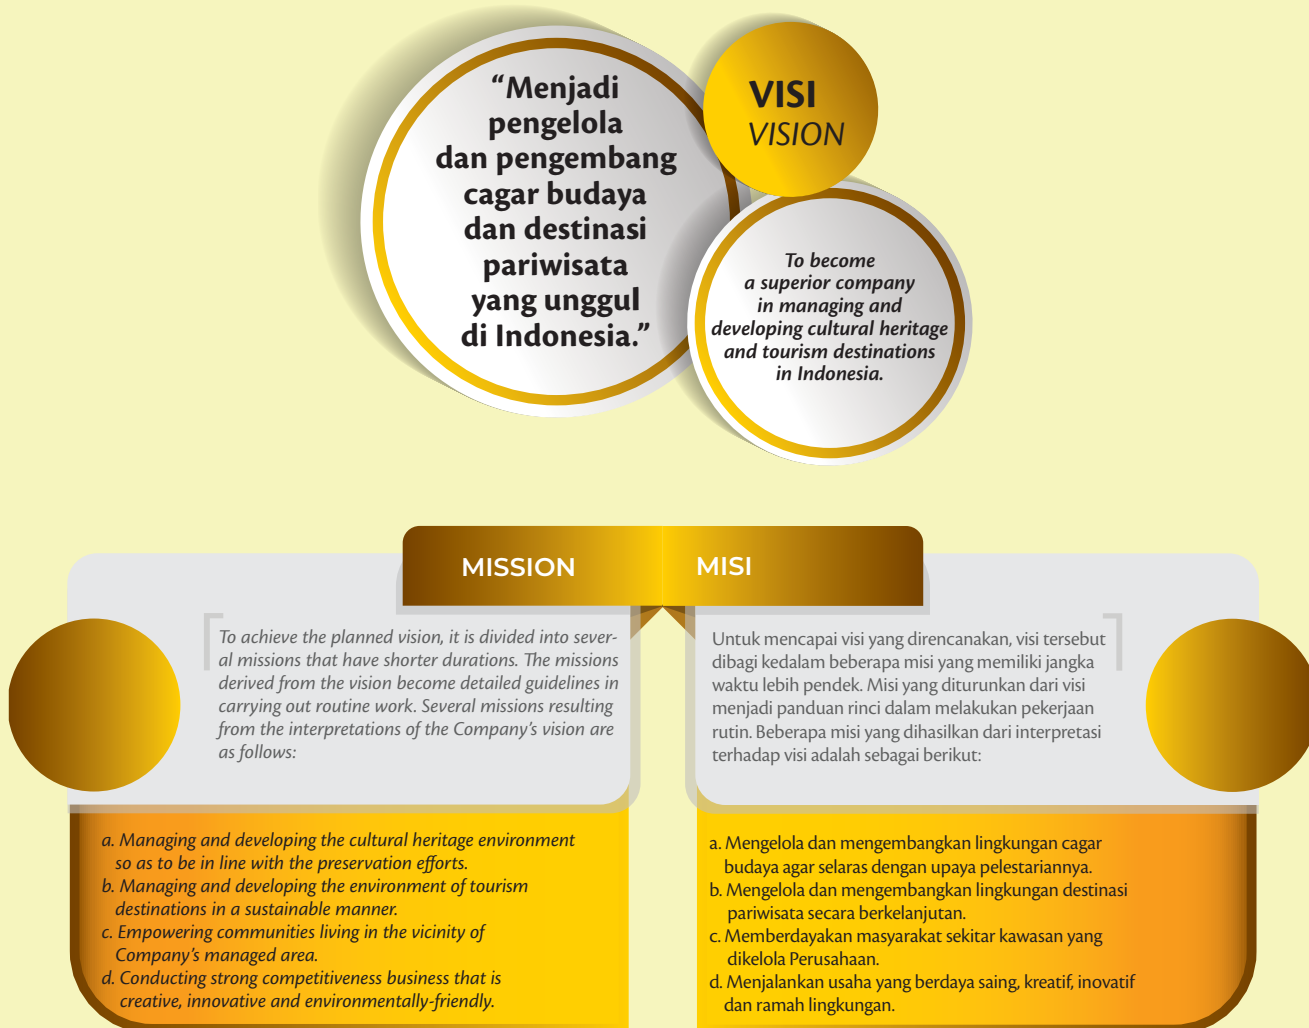 “Menjadi
pengelola
dan pengembang
cagar budaya
dan destinasi
pariwisata
yang unggul
di Indonesia.”
VISI
VISION
To become
a superior company
in managing and
developing cultural heritage
and tourism destinations
in Indonesia.
MISSION
To achieve the planned vision, it is divided into sever-
al missions that have shorter durations. The missions
derived from the vision become detailed guidelines in
carrying out routine work. Several missions resulting
from the interpretations of the Company’s vision are
as follows:
a. Managing and developing the cultural heritage environment
so as to be in line with the preservation efforts.
b. Managing and developing the environment of tourism
destinations in a sustainable manner.
c. Empowering communities living in the vicinity of
Company’s managed area.
d. Conducting strong competitiveness business that is
creative, innovative and environmentally-friendly.
MISI
Untuk mencapai visi yang direncanakan, visi tersebut
dibagi kedalam beberapa misi yang memiliki jangka
waktu lebih pendek. Misi yang diturunkan dari visi
menjadi panduan rinci dalam melakukan pekerjaan
rutin. Beberapa misi yang dihasilkan dari interpretasi
terhadap visi adalah sebagai berikut:
a. Mengelola dan mengembangkan lingkungan cagar
budaya agar selaras dengan upaya pelestariannya.
b. Mengelola dan mengembangkan lingkungan destinasi
pariwisata secara berkelanjutan.
c. Memberdayakan masyarakat sekitar kawasan yang
dikelola Perusahaan.
d. Menjalankan usaha yang berdaya saing, kreatif, inovatif
dan ramah lingkungan.